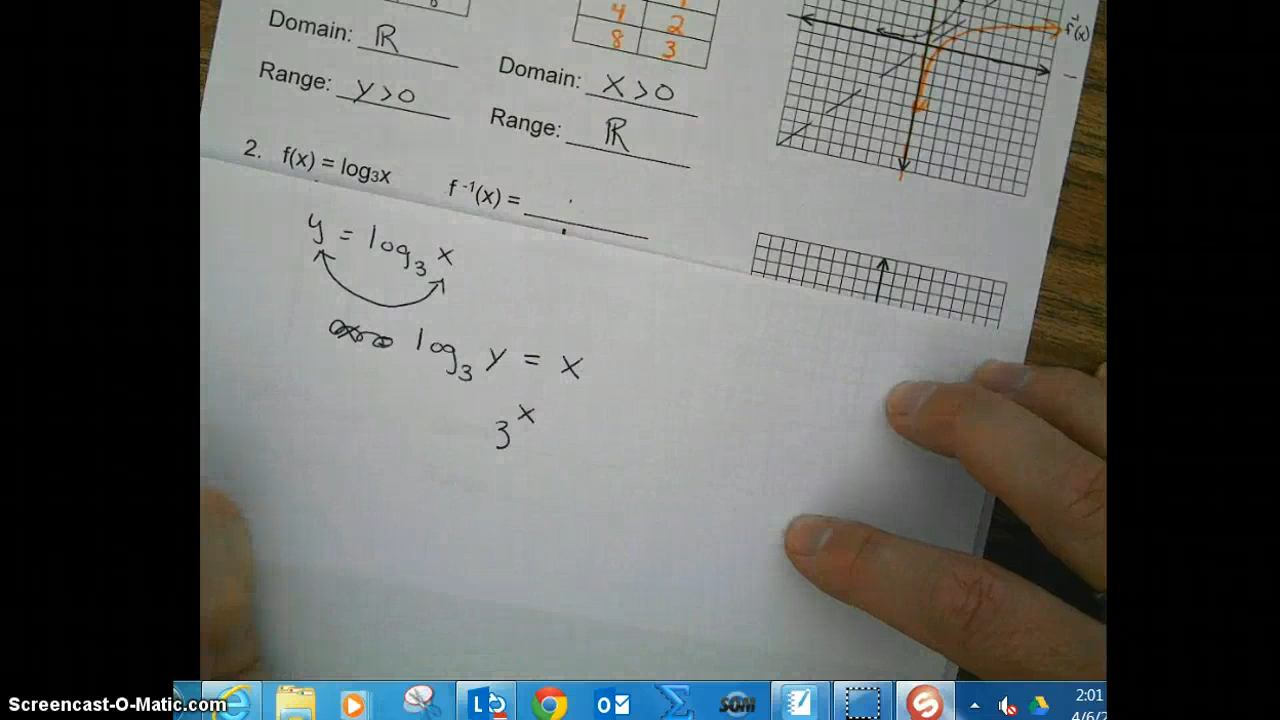 4 2
8 3
f⁻¹(x)
Domain: ℝ
Range: y > 0
Domain: x > 0
Range: ℝ
2. f(x) = log₃x f⁻¹(x) =
y = log₃ x
log₃ y = x
3ˣ
Screencast-O-Matic.com
SQM
2:01